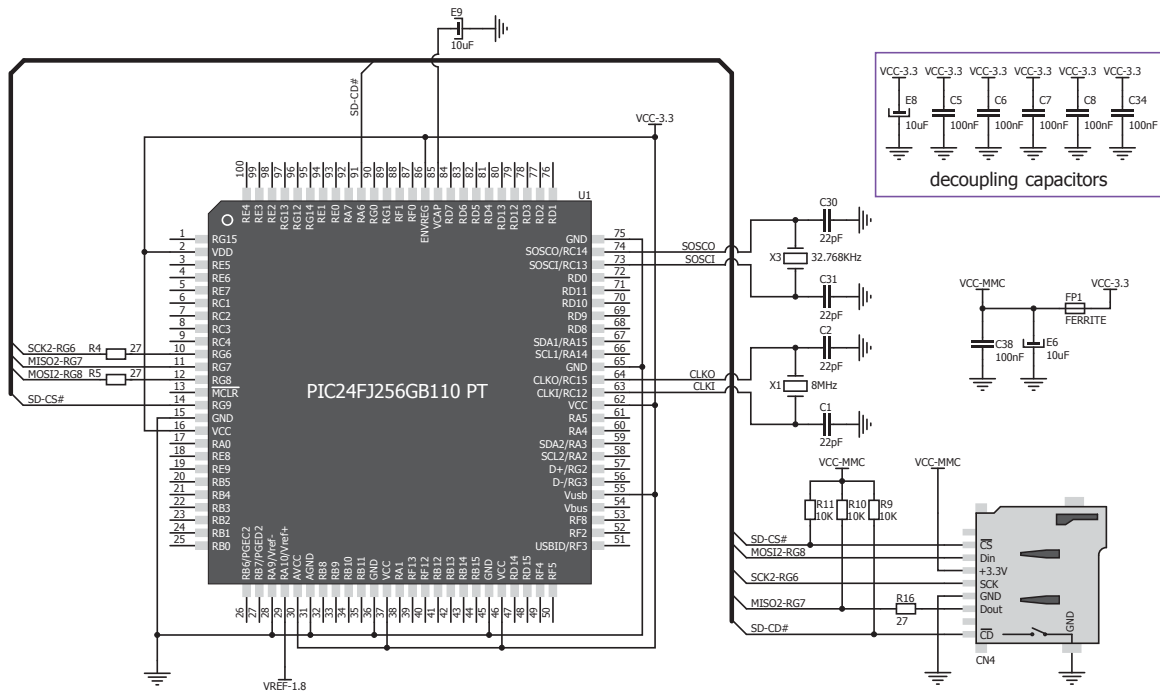 E9
10uF
SD-CD#
VCC-3.3
VCC-3.3 VCC-3.3 VCC-3.3 VCC-3.3 VCC-3.3 VCC-3.3
E8 C5 C6 C7 C8 C34
10uF 100nF 100nF 100nF 100nF 100nF
decoupling capacitors
100 99 98 97 96 95 94 93 92 91 90 89 88 87 86 85 84 83 82 81 80 79 78 77 76
RE4 RE3 RE2 RG13 RG12 RG14 RE1 RE0 RA7 RA6 RG0 RG1 RF1 RF0 ENVREG VCAP RD7 RD6 RD5 RD4 RD13 RD12 RD3 RD2 RD1
U1
PIC24FJ256GB110 PT
1 RG15
2 VDD
3 RE5
4 RE6
5 RE7
6 RC1
7 RC2
8 RC3
9 RC4
SCK2-RG6 R4 27 10 RG6
MISO2-RG7 11 RG7
MOSI2-RG8 R5 27 12 RG8
13 MCLR
SD-CS# 14 RG9
15 GND
16 VCC
17 RA0
18 RE8
19 RE9
20 RB5
21 RB4
22 RB3
23 RB2
24 RB1
25 RB0
GND 75
SOSCO/RC14 74 SOSCO
SOSCI/RC13 73 SOSCI
RD0 72
RD11 71
RD10 70
RD9 69
RD8 68
SDA1/RA15 67
SCL1/RA14 66
GND 65
CLKO/RC15 64 CLKO
CLKI/RC12 63 CLKI
VCC 62
RA5 61
RA4 60
SDA2/RA3 59
SCL2/RA2 58
D+/RG2 57
D-/RG3 56
Vusb 55
Vbus 54
RF8 53
RF2 52
USBID/RF3 51
RB6/PGEC2 RB7/PGED2 RA9/Vref- RA10/Vref+ AVCC AGND RB8 RB9 RB10 RB11 GND VCC RA1 RF13 RF12 RB12 RB13 RB14 RB15 GND VCC RD14 RD15 RF4 RF5
26 27 28 29 30 31 32 33 34 35 36 37 38 39 40 41 42 43 44 45 46 47 48 49 50
VREF-1.8
C30
22pF
X3 32.768KHz
C31
22pF
C2
22pF
X1 8MHz
C1
22pF
VCC-MMC VCC-3.3
FP1
FERRITE
C38 E6
100nF 10uF
VCC-MMC VCC-MMC
R11 R10 R9
10K 10K 10K
SD-CS# CS
MOSI2-RG8 Din
+3.3V
SCK2-RG6 SCK
GND
MISO2-RG7 R16 Dout
27
SD-CD# CD
GND
CN4